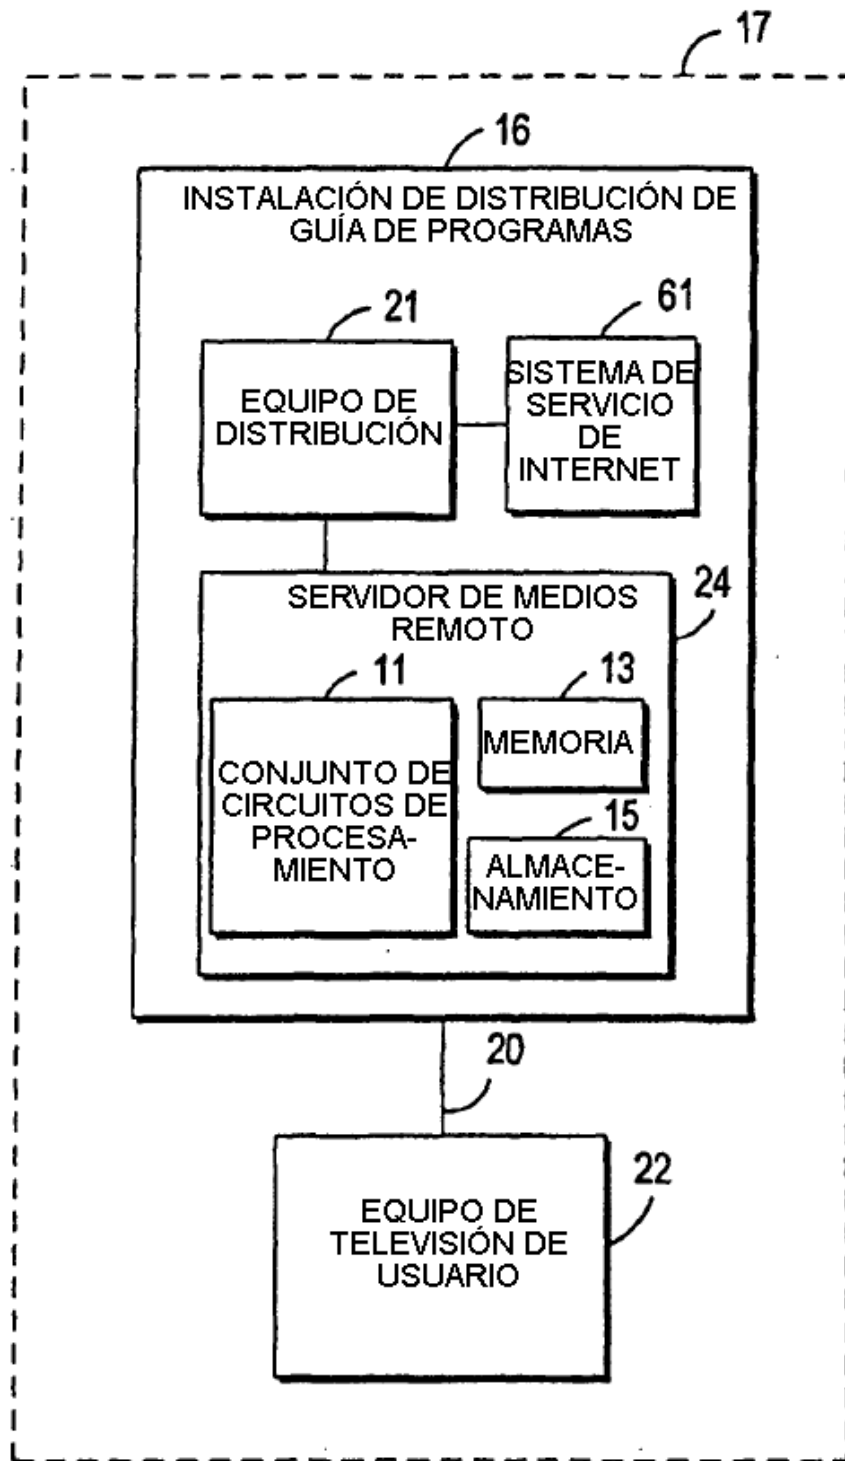 17
16
INSTALACIÓN DE DISTRIBUCIÓN DE
GUÍA DE PROGRAMAS
21
61
EQUIPO DE
DISTRIBUCIÓN
SISTEMA DE
SERVICIO
DE
INTERNET
24
SERVIDOR DE MEDIOS
REMOTO
11
13
CONJUNTO DE
CIRCUITOS DE
PROCESA-
MIENTO
MEMORIA
15
ALMACE-
NAMIENTO
20
22
EQUIPO DE
TELEVISIÓN DE
USUARIO